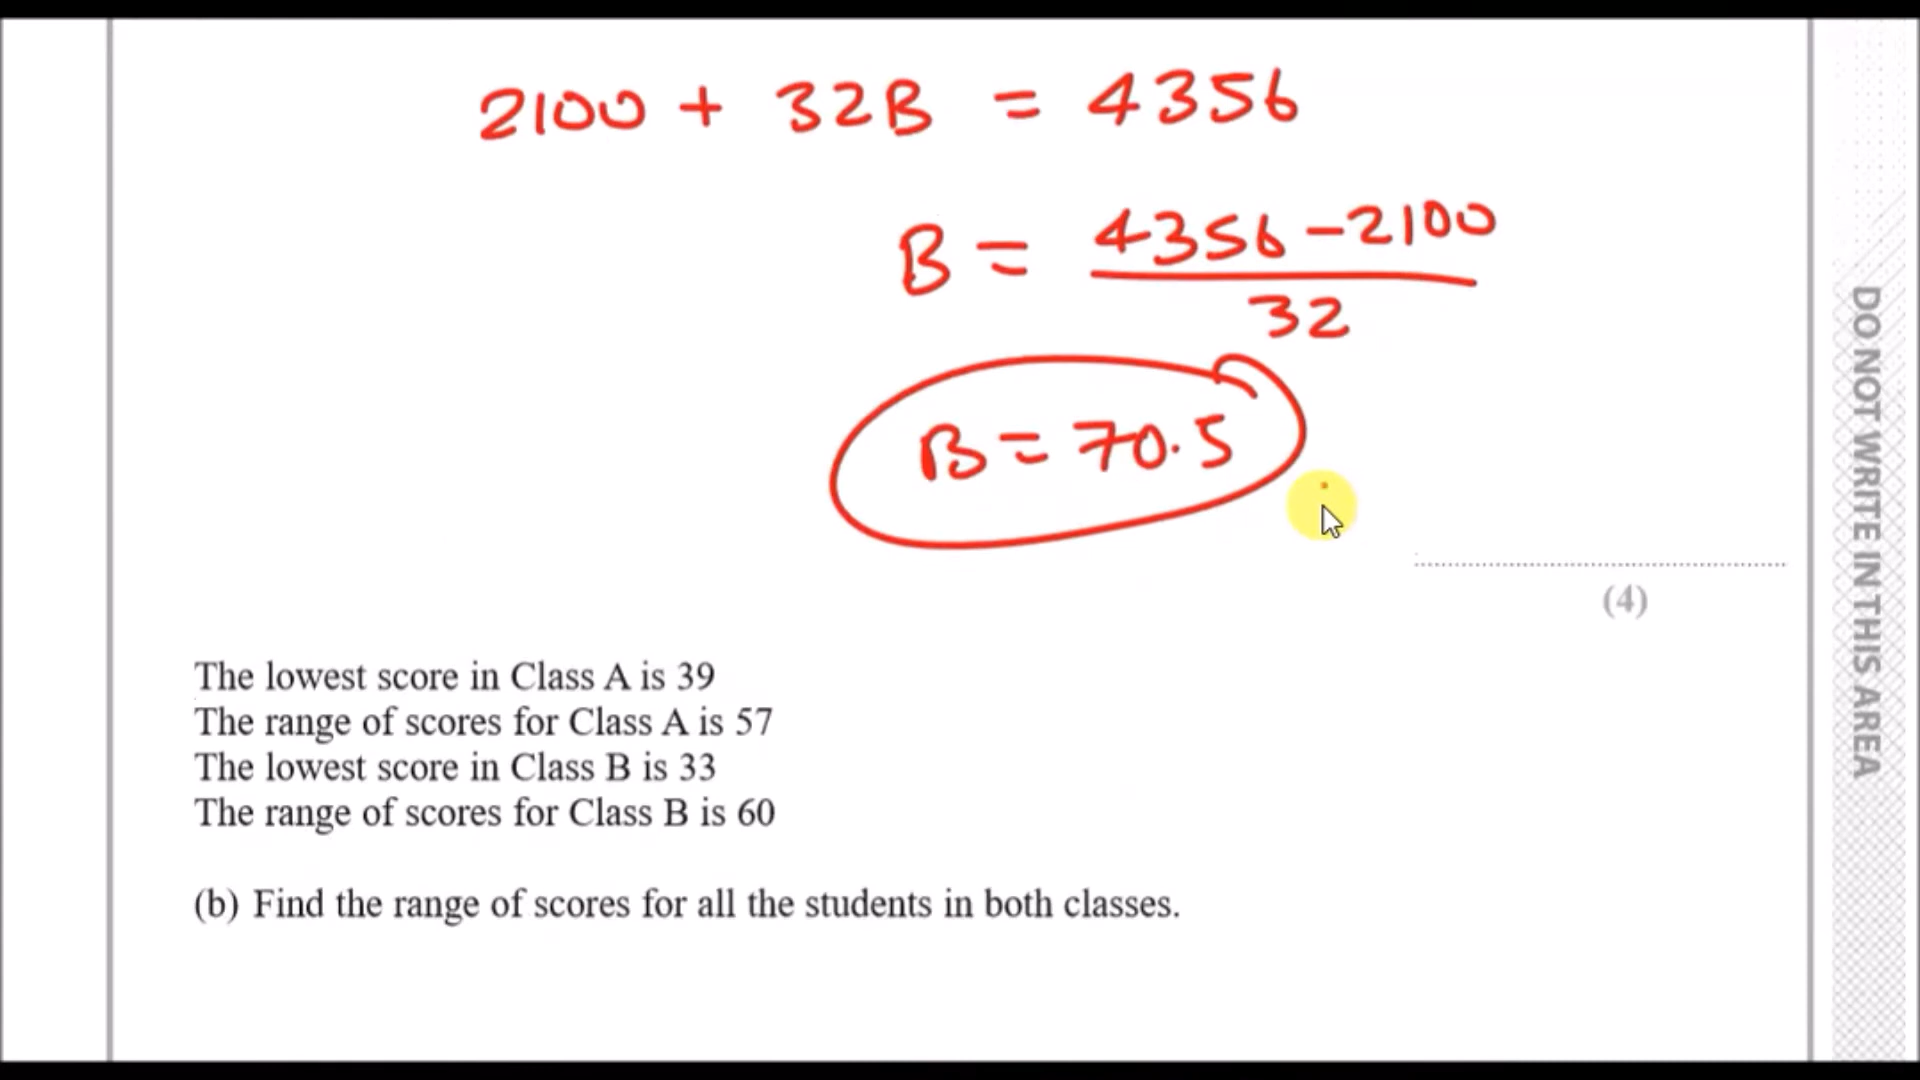 2100 + 32B = 4356
B = 4356 - 2100
32
B = 70.5
(4)
The lowest score in Class A is 39
The range of scores for Class A is 57
The lowest score in Class B is 33
The range of scores for Class B is 60
(b) Find the range of scores for all the students in both classes.
DO NOT WRITE IN THIS AREA